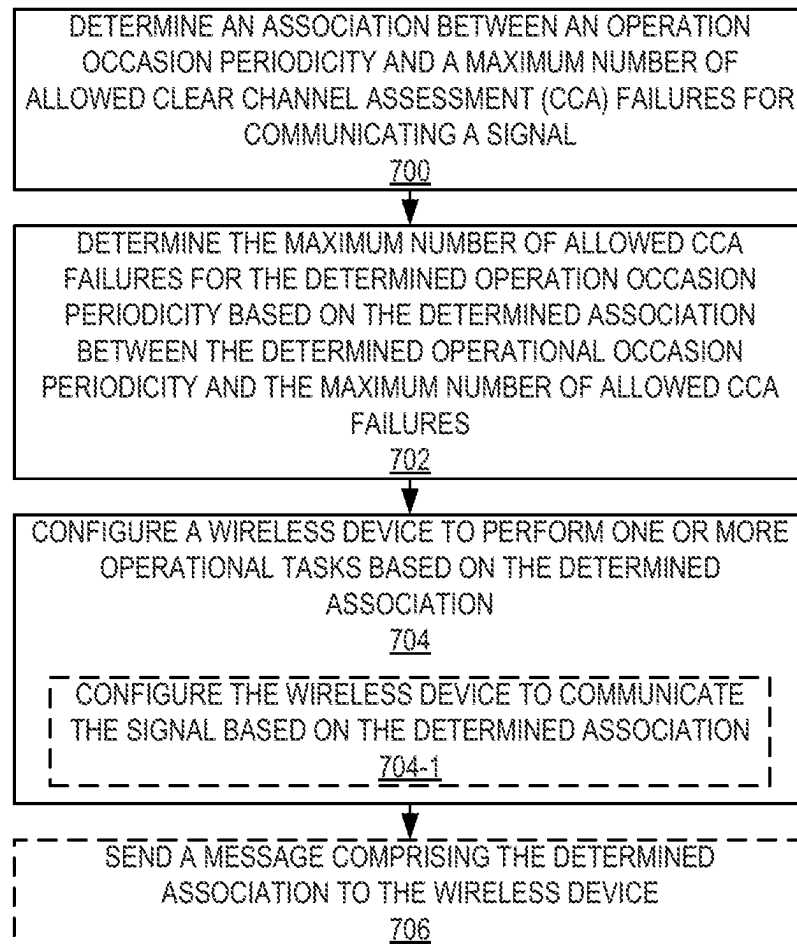 DETERMINE AN ASSOCIATION BETWEEN AN OPERATION
OCCASION PERIODICITY AND A MAXIMUM NUMBER OF
ALLOWED CLEAR CHANNEL ASSESSMENT (CCA) FAILURES FOR
COMMUNICATING A SIGNAL
700
DETERMINE THE MAXIMUM NUMBER OF ALLOWED CCA
FAILURES FOR THE DETERMINED OPERATION OCCASION
PERIODICITY BASED ON THE DETERMINED ASSOCIATION
BETWEEN THE DETERMINED OPERATIONAL OCCASION
PERIODICITY AND THE MAXIMUM NUMBER OF ALLOWED CCA
FAILURES
702
CONFIGURE A WIRELESS DEVICE TO PERFORM ONE OR MORE
OPERATIONAL TASKS BASED ON THE DETERMINED
ASSOCIATION
704
CONFIGURE THE WIRELESS DEVICE TO COMMUNICATE
THE SIGNAL BASED ON THE DETERMINED ASSOCIATION
704-1
SEND A MESSAGE COMPRISING THE DETERMINED
ASSOCIATION TO THE WIRELESS DEVICE
706